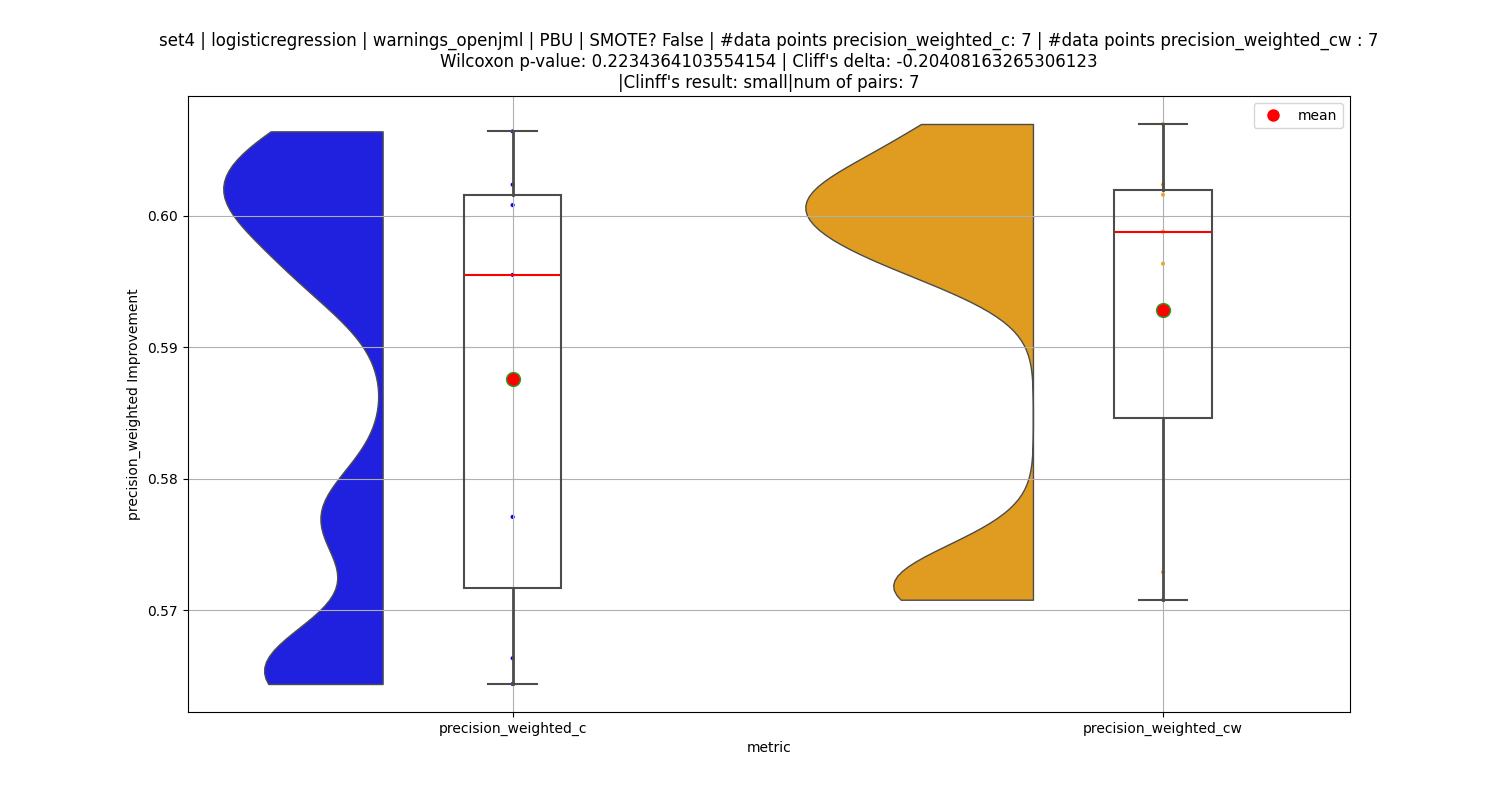 set4 | logisticregression | warnings_openjml | PBU | SMOTE? False | #data points precision_weighted_c: 7 | #data points precision_weighted_cw : 7
Wilcoxon p-value: 0.2234364103554154 | Cliff's delta: -0.20408163265306123
|Clinff's result: small|num of pairs: 7
mean
0.60
0.59
0.58
0.57
precision_weighted Improvement
precision_weighted_c
precision_weighted_cw
metric